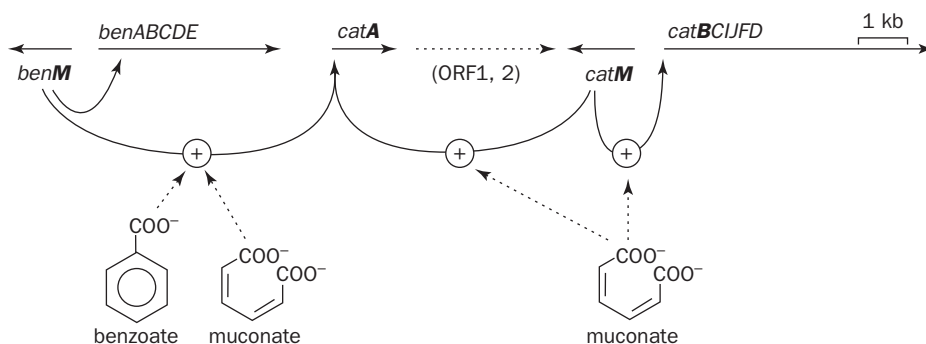 benABCDE catA catBCIJFD 1 kb
benM (ORF1, 2) catM
+ + +
COO⁻
COO⁻ COO⁻
COO⁻ COO⁻
benzoate muconate muconate